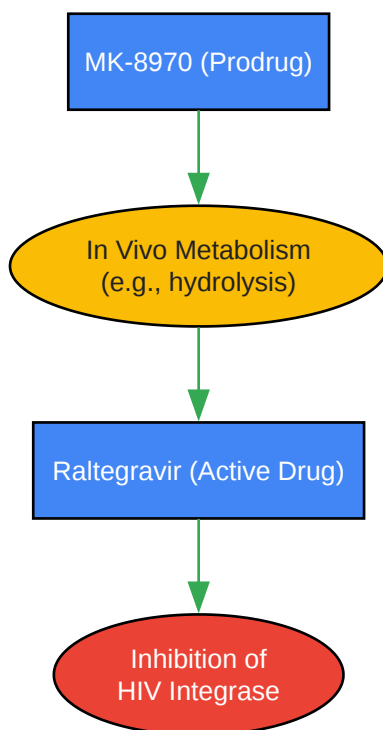 MK-8970 (Prodrug)
In Vivo Metabolism
(e.g., hydrolysis)
Raltegravir (Active Drug)
Inhibition of
HIV Integrase